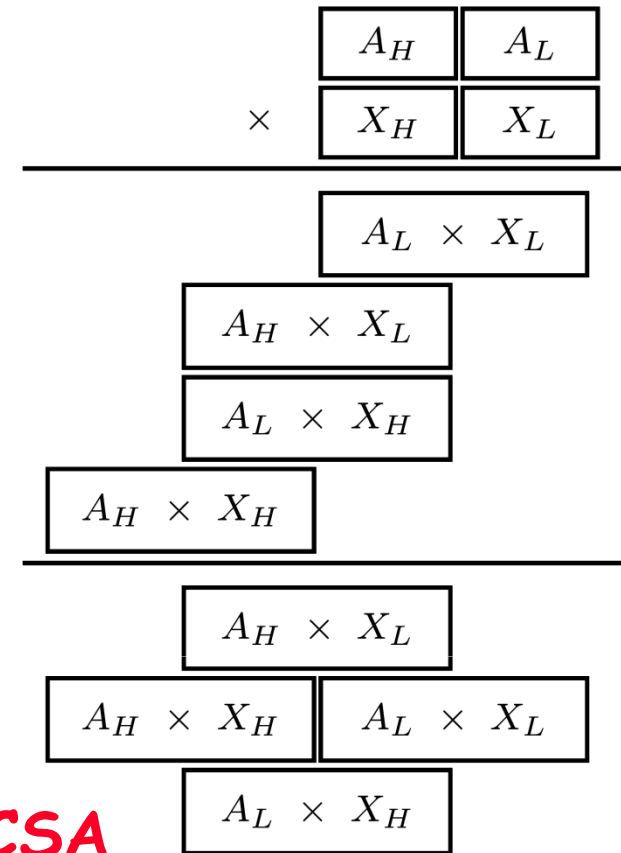 A_H A_L
× X_H X_L
A_L × X_L
A_H × X_L
A_L × X_H
A_H × X_H
A_H × X_L
A_H × X_H A_L × X_L
A_L × X_H
CSA